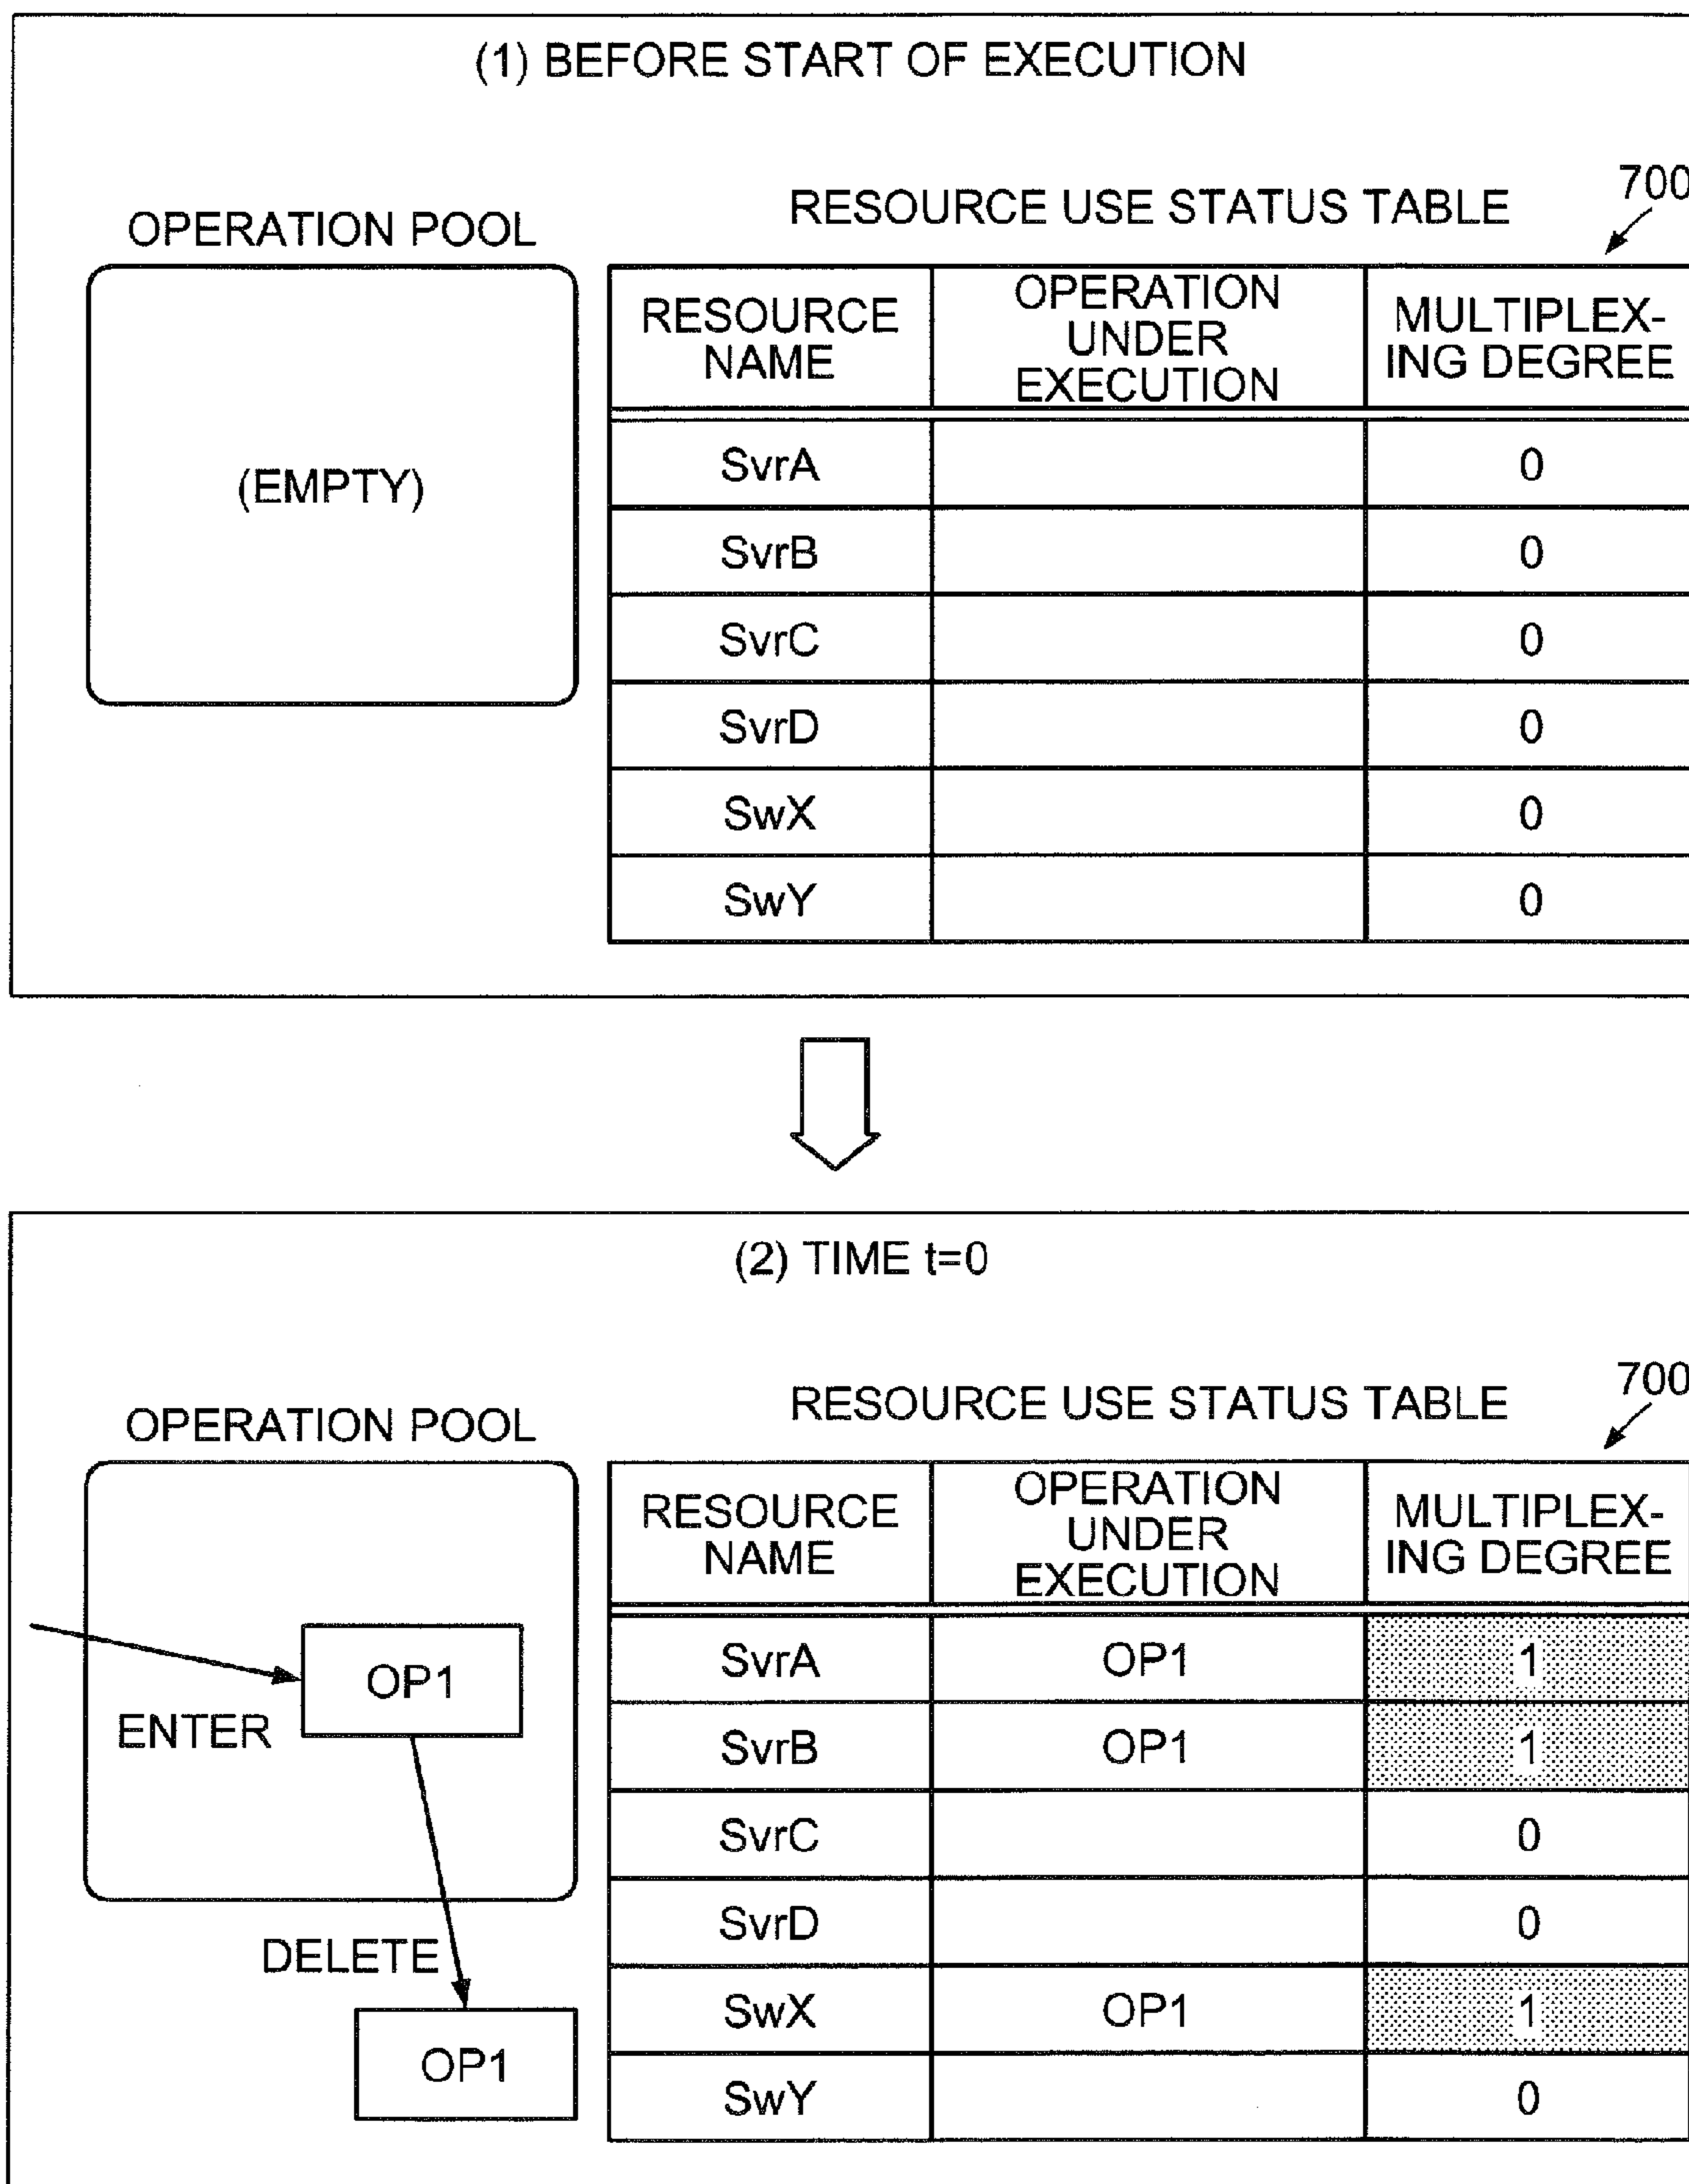 (1) BEFORE START OF EXECUTION
700
RESOURCE USE STATUS TABLE
OPERATION POOL
(EMPTY)
RESOURCE NAME
OPERATION UNDER EXECUTION
MULTIPLEX-ING DEGREE
SvrA 0
SvrB 0
SvrC 0
SvrD 0
SwX 0
SwY 0
(2) TIME t=0
700
RESOURCE USE STATUS TABLE
OPERATION POOL
OP1
ENTER
DELETE
OP1
RESOURCE NAME
OPERATION UNDER EXECUTION
MULTIPLEX-ING DEGREE
SvrA OP1 1
SvrB OP1 1
SvrC 0
SvrD 0
SwX OP1 1
SwY 0